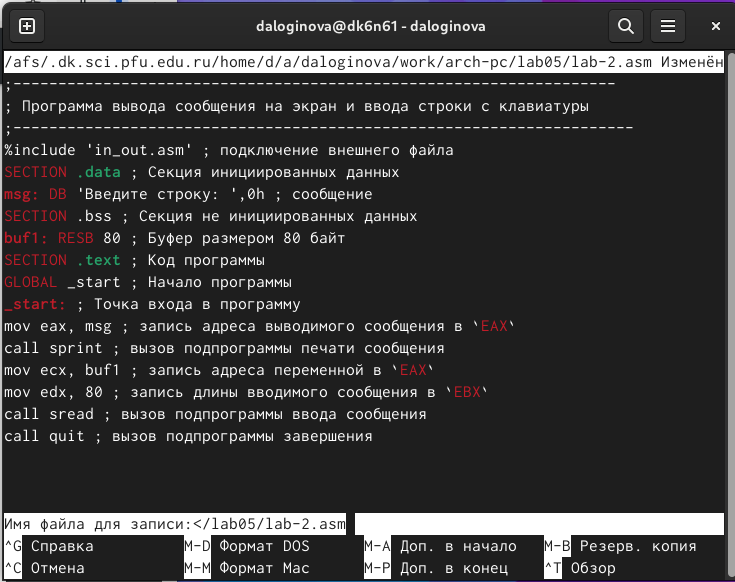 daloginova@dk6n61 - daloginova
/afs/.dk.sci.pfu.edu.ru/home/d/a/daloginova/work/arch-pc/lab05/lab-2.asm Изменён
;-------------------------------------------------------------------
; Программа вывода сообщения на экран и ввода строки с клавиатуры
;---------------------------------------------------------------------
%include 'in_out.asm' ; подключение внешнего файла
SECTION .data ; Секция инициированных данных
msg: DB 'Введите строку: ',0h ; сообщение
SECTION .bss ; Секция не инициированных данных
buf1: RESB 80 ; Буфер размером 80 байт
SECTION .text ; Код программы
GLOBAL _start ; Начало программы
_start: ; Точка входа в программу
mov eax, msg ; запись адреса выводимого сообщения в `EAX`
call sprint ; вызов подпрограммы печати сообщения
mov ecx, buf1 ; запись адреса переменной в `EAX`
mov edx, 80 ; запись длины вводимого сообщения в `EBX`
call sread ; вызов подпрограммы ввода сообщения
call quit ; вызов подпрограммы завершения
Имя файла для записи:</lab05/lab-2.asm
^G Справка M-D Формат DOS M-A Доп. в начало M-B Резерв. копия
^C Отмена M-M Формат Mac M-P Доп. в конец ^T Обзор